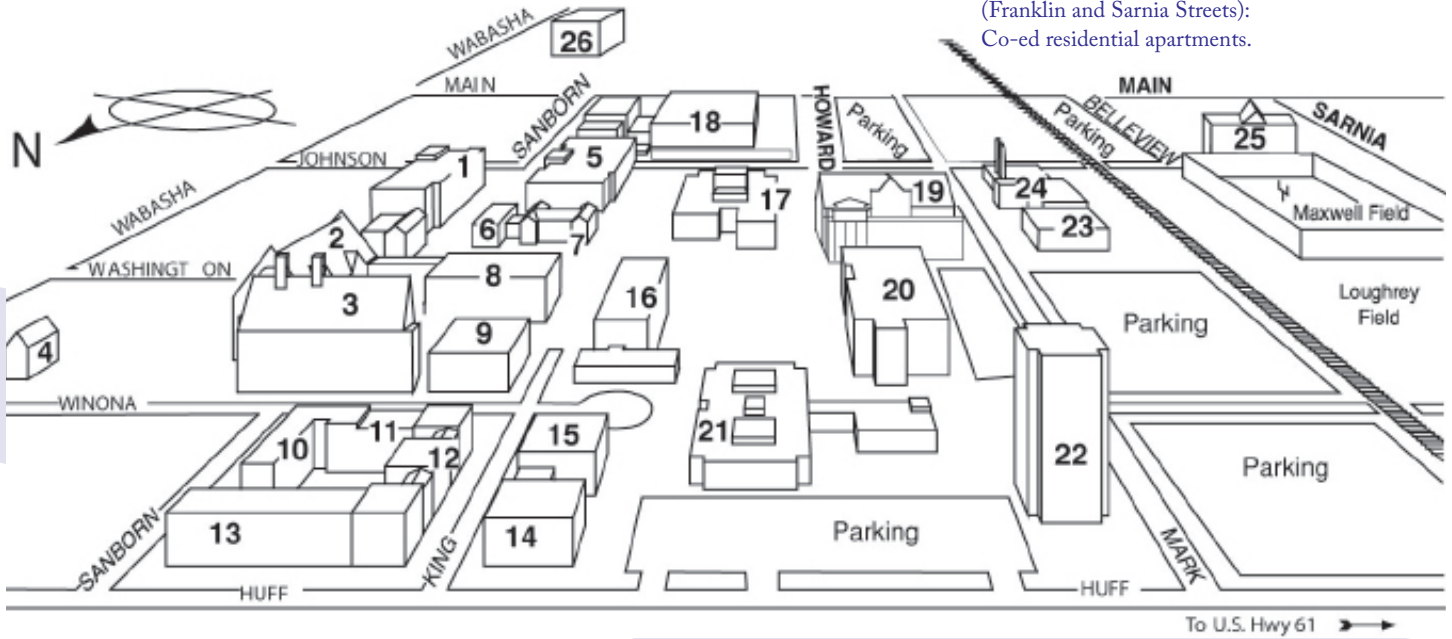 (Franklin and Sarnia Streets):
Co-ed residential apartments.
WABASHA
26
MAIN
SANBORN
HOWARD
MAIN
BELLEVIEW
SARNIA
N
JOHNSON
1
5
18
Parking
Parking
25
WABASHA
2
6
7
17
19
24
23
Maxwell Field
WASHINGT ON
3
8
16
20
Parking
Loughrey
Field
4
9
WINONA
10
11
12
15
21
22
Parking
SANBORN
13
KING
14
Parking
MARK
HUFF
HUFF
To U.S. Hwy 61